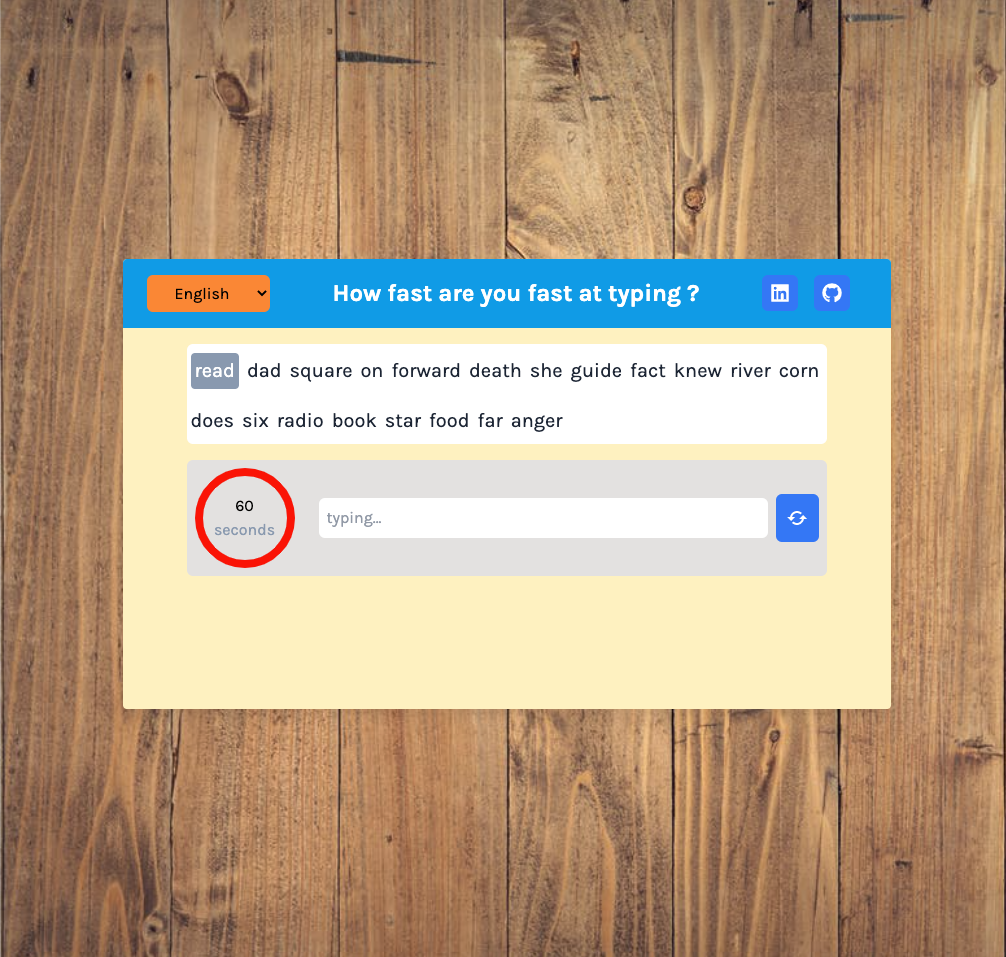 English
How fast are you fast at typing ?
read dad square on forward death she guide fact knew river corn
does six radio book star food far anger
60
seconds
typing...